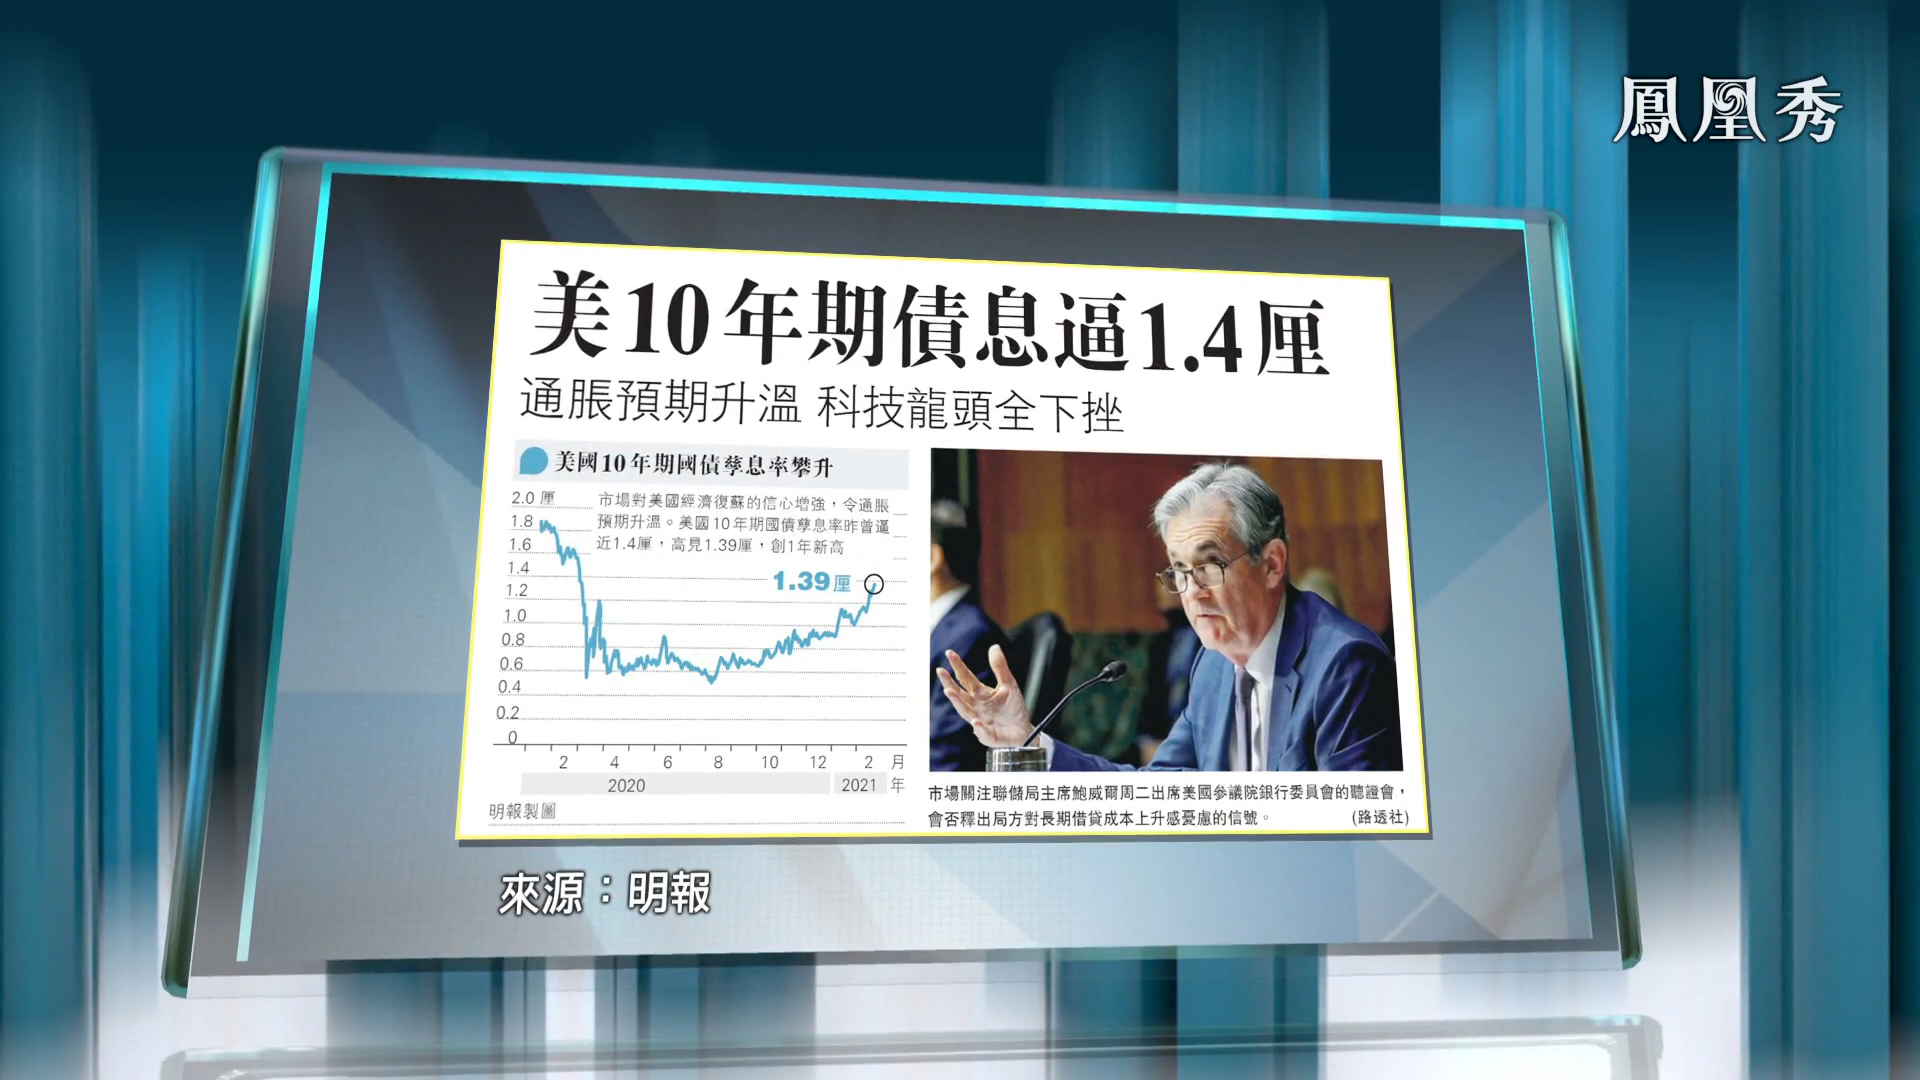 鳳凰秀
美10年期債息逼1.4厘
通脹預期升溫 科技龍頭全下挫
美國10年期國債孳息率攀升
2.0 厘
1.8
1.6
1.4
1.2
1.0
0.8
0.6
0.4
0.2
0
市場對美國經濟復蘇的信心增強，令通脹
預期升溫。美國10年期國債孳息率昨曾逼
近1.4厘，高見1.39厘，創1年新高
1.39厘
2 4 6 8 10 12 2 月
2020 2021 年
明報製圖
市場關注聯儲局主席鮑威爾周二出席美國參議院銀行委員會的聽證會，
會否釋出局方對長期借貸成本上升感憂慮的信號。 (路透社)
來源：明報